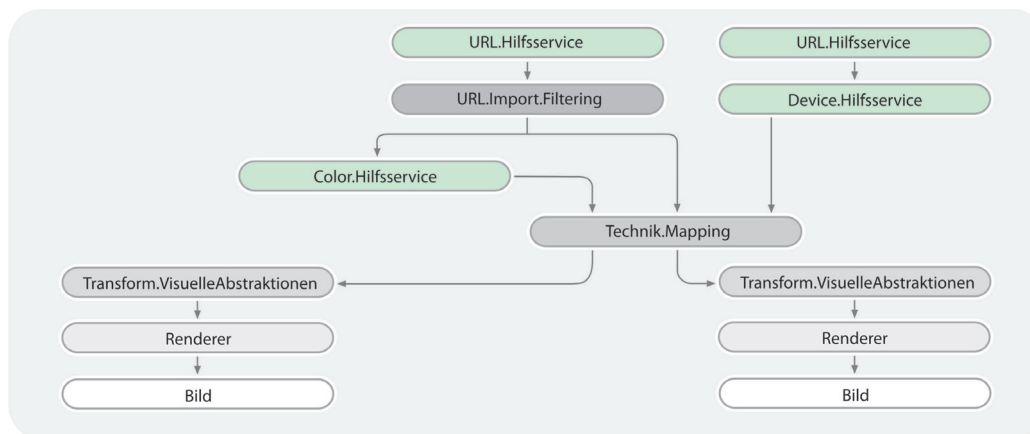 URL.Hilfsservice
URL.Hilfsservice
URL.Import.Filtering
Device.Hilfsservice
Color.Hilfsservice
Technik.Mapping
Transform.VisuelleAbstraktionen
Transform.VisuelleAbstraktionen
Renderer
Renderer
Bild
Bild